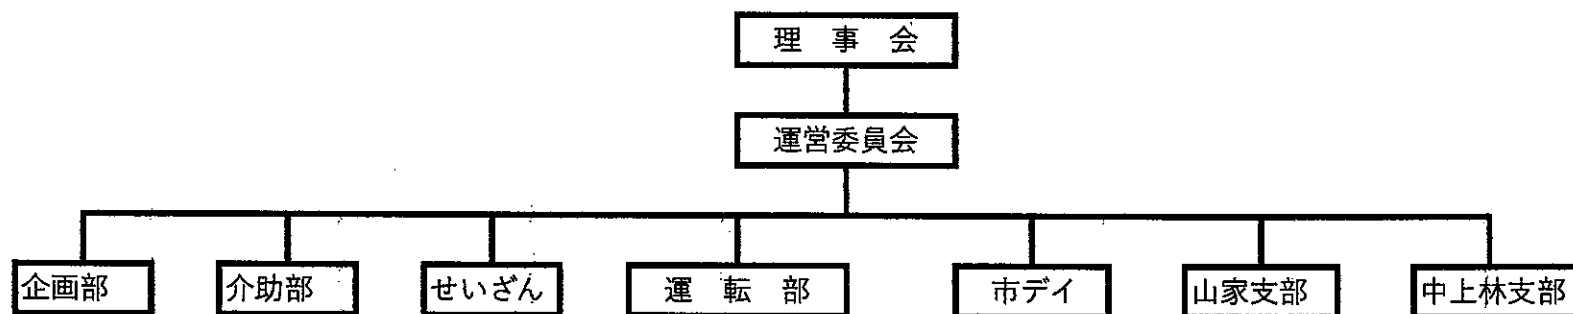 理　事　会
運営委員会
企画部
介助部
せいざん
運　転　部
市デイ
山家支部
中上林支部